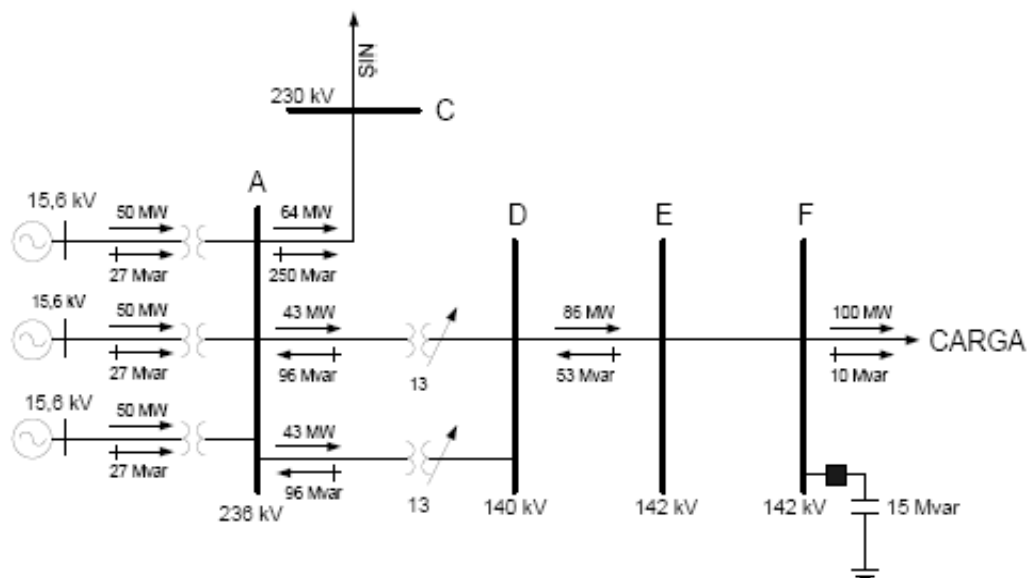 SIN
230 kV
C
A
15,6 kV
50 MW
27 Mvar
64 MW
250 Mvar
D
E
F
15,6 kV
50 MW
27 Mvar
43 MW
96 Mvar
13
86 MW
53 Mvar
100 MW
10 Mvar
CARGA
15,6 kV
50 MW
27 Mvar
43 MW
96 Mvar
13
236 kV
140 kV
142 kV
142 kV
15 Mvar